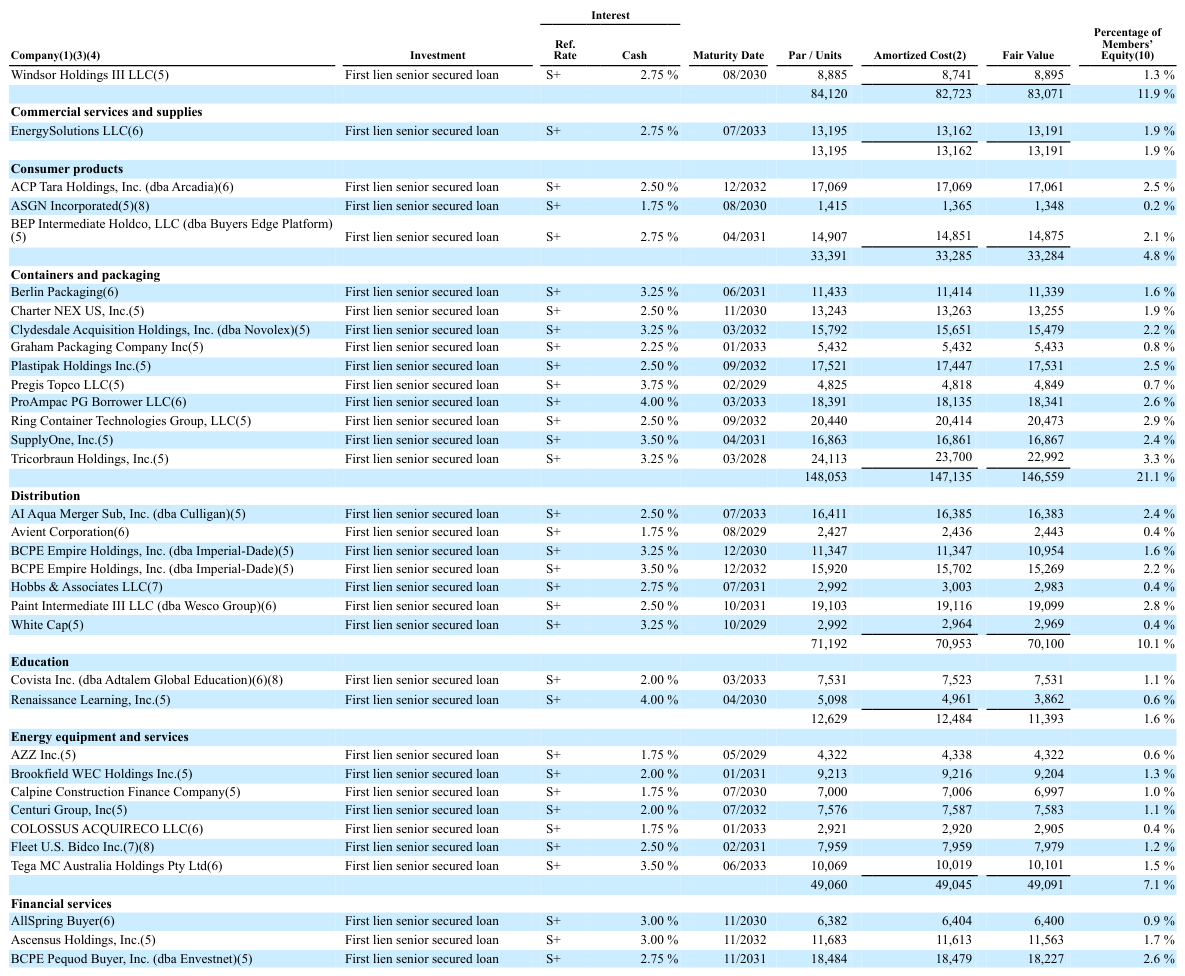 Interest
Company(1)(3)(4) Investment Ref. Rate Cash Maturity Date Par / Units Amortized Cost(2) Fair Value Percentage of Members' Equity(10)
Windsor Holdings III LLC(5) First lien senior secured loan S+ 2.75 % 08/2030 8,885 8,741 8,895 1.3 %
84,120 82,723 83,071 11.9 %
Commercial services and supplies
EnergySolutions LLC(6) First lien senior secured loan S+ 2.75 % 07/2033 13,195 13,162 13,191 1.9 %
13,195 13,162 13,191 1.9 %
Consumer products
ACP Tara Holdings, Inc. (dba Arcadia)(6) First lien senior secured loan S+ 2.50 % 12/2032 17,069 17,069 17,061 2.5 %
ASGN Incorporated(5)(8) First lien senior secured loan S+ 1.75 % 08/2030 1,415 1,365 1,348 0.2 %
BEP Intermediate Holdco, LLC (dba Buyers Edge Platform)
(5) First lien senior secured loan S+ 2.75 % 04/2031 14,907 14,851 14,875 2.1 %
33,391 33,285 33,284 4.8 %
Containers and packaging
Berlin Packaging(6) First lien senior secured loan S+ 3.25 % 06/2031 11,433 11,414 11,339 1.6 %
Charter NEX US, Inc.(5) First lien senior secured loan S+ 2.50 % 11/2030 13,243 13,263 13,255 1.9 %
Clydesdale Acquisition Holdings, Inc. (dba Novolex)(5) First lien senior secured loan S+ 3.25 % 03/2032 15,792 15,651 15,479 2.2 %
Graham Packaging Company Inc(5) First lien senior secured loan S+ 2.25 % 01/2033 5,432 5,432 5,433 0.8 %
Plastipak Holdings Inc.(5) First lien senior secured loan S+ 2.50 % 09/2032 17,521 17,447 17,531 2.5 %
Pregis Topco LLC(5) First lien senior secured loan S+ 3.75 % 02/2029 4,825 4,818 4,849 0.7 %
ProAmpac PG Borrower LLC(6) First lien senior secured loan S+ 4.00 % 03/2033 18,391 18,135 18,341 2.6 %
Ring Container Technologies Group, LLC(5) First lien senior secured loan S+ 2.50 % 09/2032 20,440 20,414 20,473 2.9 %
SupplyOne, Inc.(5) First lien senior secured loan S+ 3.50 % 04/2031 16,863 16,861 16,867 2.4 %
Tricorbraun Holdings, Inc.(5) First lien senior secured loan S+ 3.25 % 03/2028 24,113 23,700 22,992 3.3 %
148,053 147,135 146,559 21.1 %
Distribution
AI Aqua Merger Sub, Inc. (dba Culligan)(5) First lien senior secured loan S+ 2.50 % 07/2033 16,411 16,385 16,383 2.4 %
Avient Corporation(6) First lien senior secured loan S+ 1.75 % 08/2029 2,427 2,436 2,443 0.4 %
BCPE Empire Holdings, Inc. (dba Imperial-Dade)(5) First lien senior secured loan S+ 3.25 % 12/2030 11,347 11,347 10,954 1.6 %
BCPE Empire Holdings, Inc. (dba Imperial-Dade)(5) First lien senior secured loan S+ 3.50 % 12/2032 15,920 15,702 15,269 2.2 %
Hobbs & Associates LLC(7) First lien senior secured loan S+ 2.75 % 07/2031 2,992 3,003 2,983 0.4 %
Paint Intermediate III LLC (dba Wesco Group)(6) First lien senior secured loan S+ 2.50 % 10/2031 19,103 19,116 19,099 2.8 %
White Cap(5) First lien senior secured loan S+ 3.25 % 10/2029 2,992 2,964 2,969 0.4 %
71,192 70,953 70,100 10.1 %
Education
Covista Inc. (dba Adtalem Global Education)(6)(8) First lien senior secured loan S+ 2.00 % 03/2033 7,531 7,523 7,531 1.1 %
Renaissance Learning, Inc.(5) First lien senior secured loan S+ 4.00 % 04/2030 5,098 4,961 3,862 0.6 %
12,629 12,484 11,393 1.6 %
Energy equipment and services
AZZ Inc.(5) First lien senior secured loan S+ 1.75 % 05/2029 4,322 4,338 4,322 0.6 %
Brookfield WEC Holdings Inc.(5) First lien senior secured loan S+ 2.00 % 01/2031 9,213 9,216 9,204 1.3 %
Calpine Construction Finance Company(5) First lien senior secured loan S+ 1.75 % 07/2030 7,000 7,006 6,997 1.0 %
Centuri Group, Inc(5) First lien senior secured loan S+ 2.00 % 07/2032 7,576 7,587 7,583 1.1 %
COLOSSUS ACQUIRECO LLC(6) First lien senior secured loan S+ 1.75 % 01/2033 2,921 2,920 2,905 0.4 %
Fleet U.S. Bidco Inc.(7)(8) First lien senior secured loan S+ 2.50 % 02/2031 7,959 7,959 7,979 1.2 %
Tega MC Australia Holdings Pty Ltd(6) First lien senior secured loan S+ 3.50 % 06/2033 10,069 10,019 10,101 1.5 %
49,060 49,045 49,091 7.1 %
Financial services
AllSpring Buyer(6) First lien senior secured loan S+ 3.00 % 11/2030 6,382 6,404 6,400 0.9 %
Ascensus Holdings, Inc.(5) First lien senior secured loan S+ 3.00 % 11/2032 11,683 11,613 11,563 1.7 %
BCPE Pequod Buyer, Inc. (dba Envestnet)(5) First lien senior secured loan S+ 2.75 % 11/2031 18,484 18,479 18,227 2.6 %